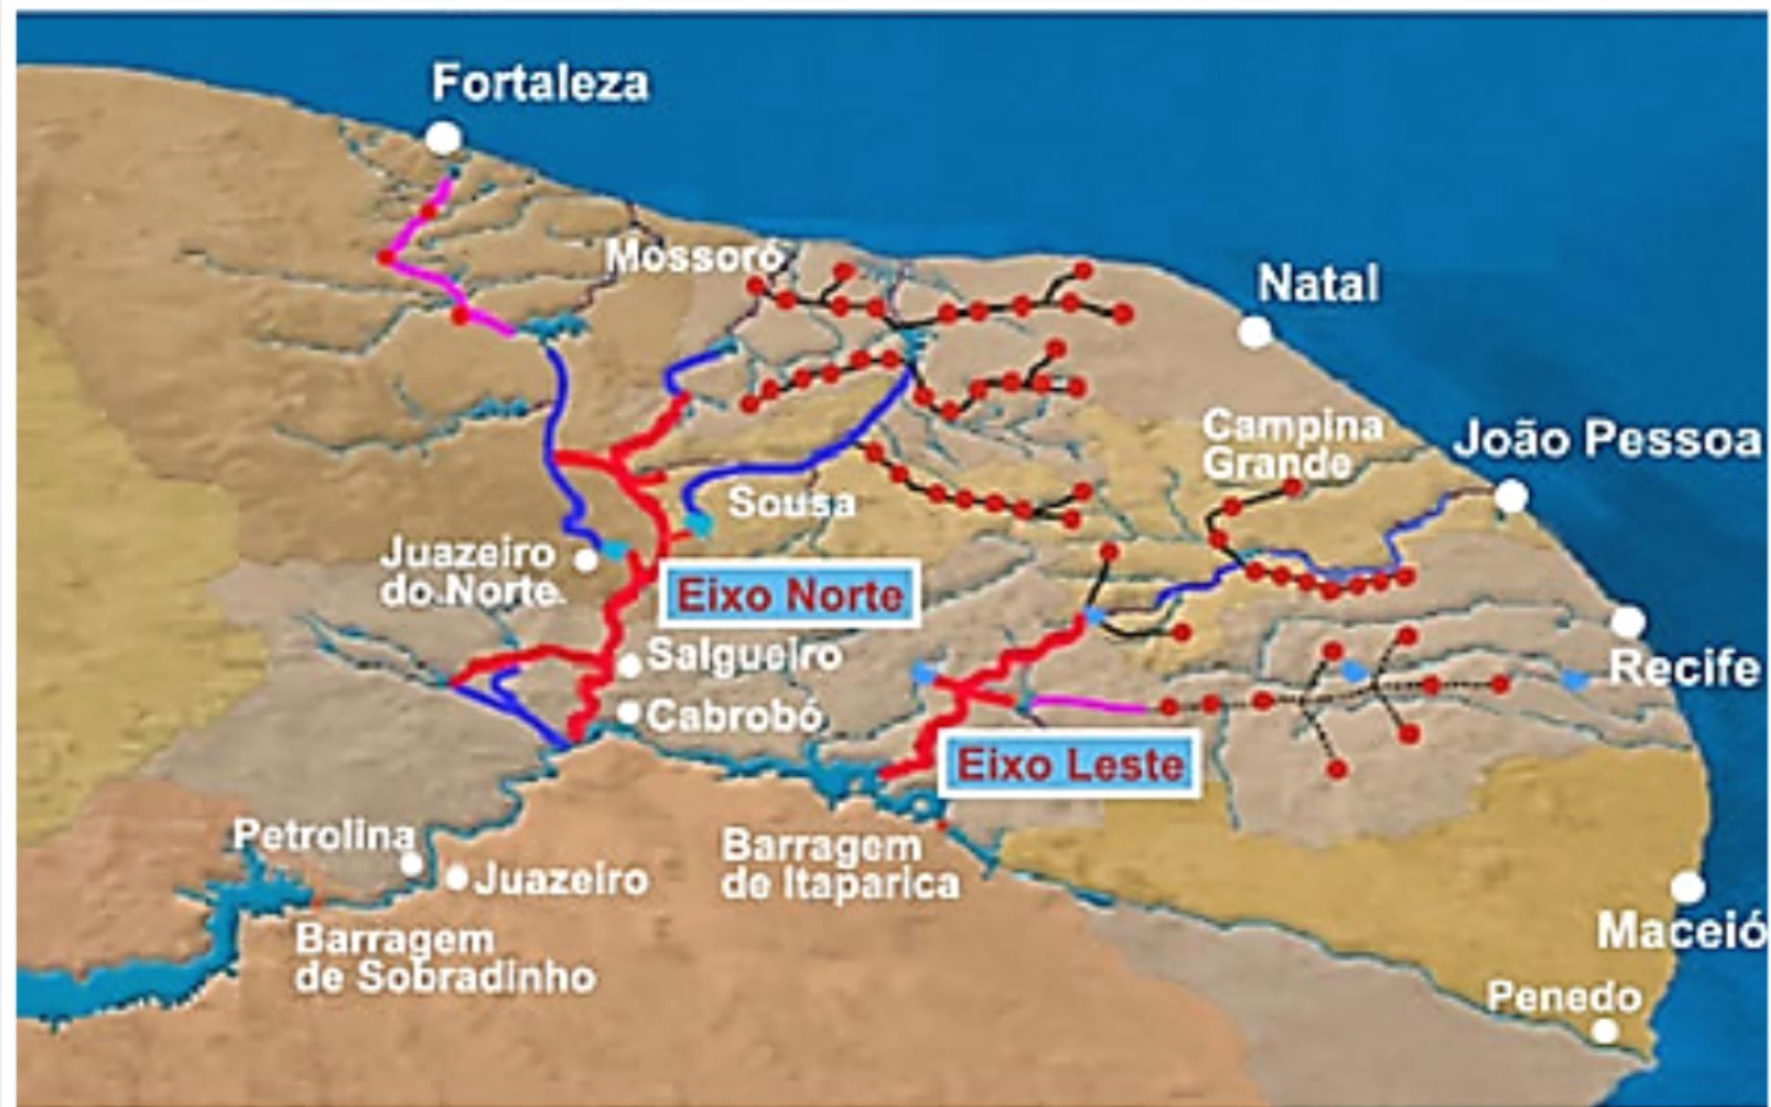 Fortaleza
Mossoró
Natal
Campina
Grande
João Pessoa
Sousa
Juazeiro
do Norte
Eixo Norte
Salgueiro
Recife
Cabrobó
Eixo Leste
Petrolina
Juazeiro
Barragem
de Itaparica
Barragem
de Sobradinho
Maceió
Penedo